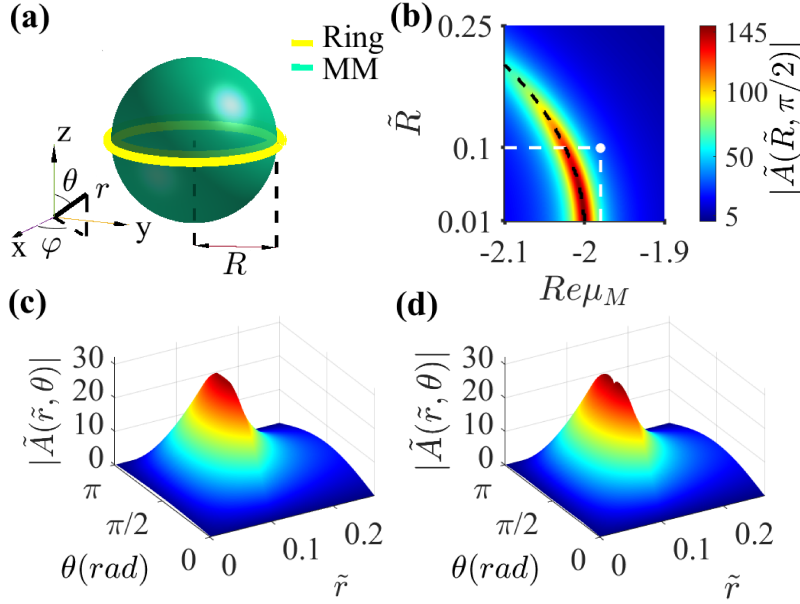 (a)
Ring
MM
z
θ
r
y
x
φ
R
(b)
0.25
0.1
0.01
R̃
-2.1
-2
-1.9
Reμ_M
145
100
50
5
|Ã(R̃, π/2)|
(c)
30
20
10
0
|Ã(r̃, θ)|
π
π/2
0
θ(rad)
0
0.1
0.2
r̃
(d)
30
20
10
0
|Ã(r̃, θ)|
π
π/2
0
θ(rad)
0
0.1
0.2
r̃